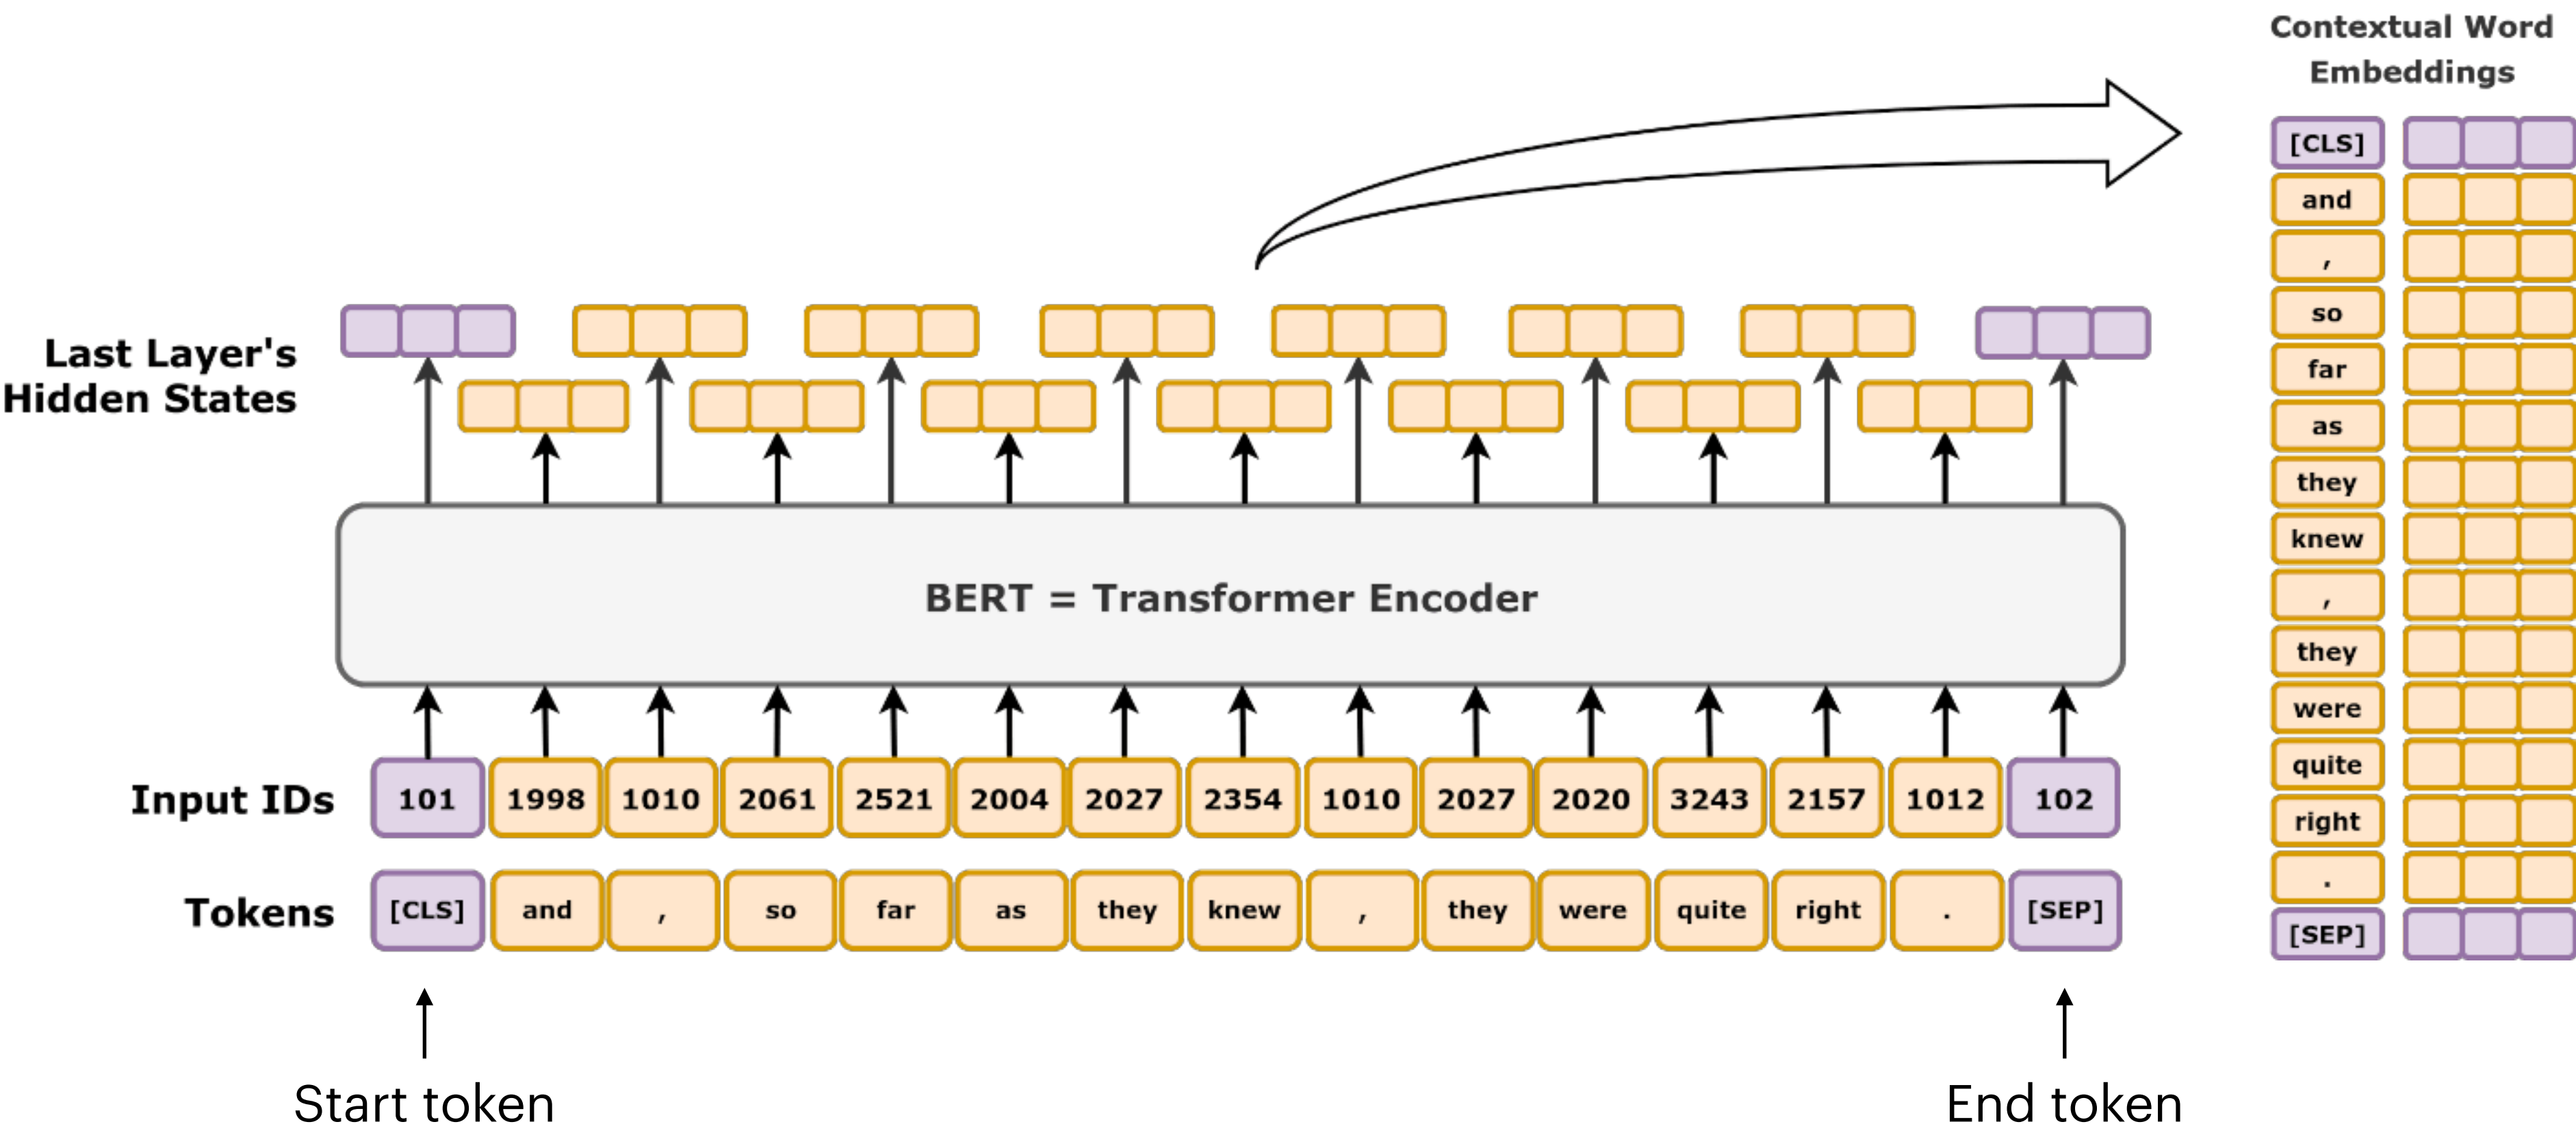 Contextual Word
Embeddings
[CLS]
and
,
so
far
as
they
knew
,
they
were
quite
right
.
[SEP]
Last Layer's
Hidden States
BERT = Transformer Encoder
Input IDs 101 1998 1010 2061 2521 2004 2027 2354 1010 2027 2020 3243 2157 1012 102
Tokens [CLS] and , so far as they knew , they were quite right . [SEP]
Start token End token